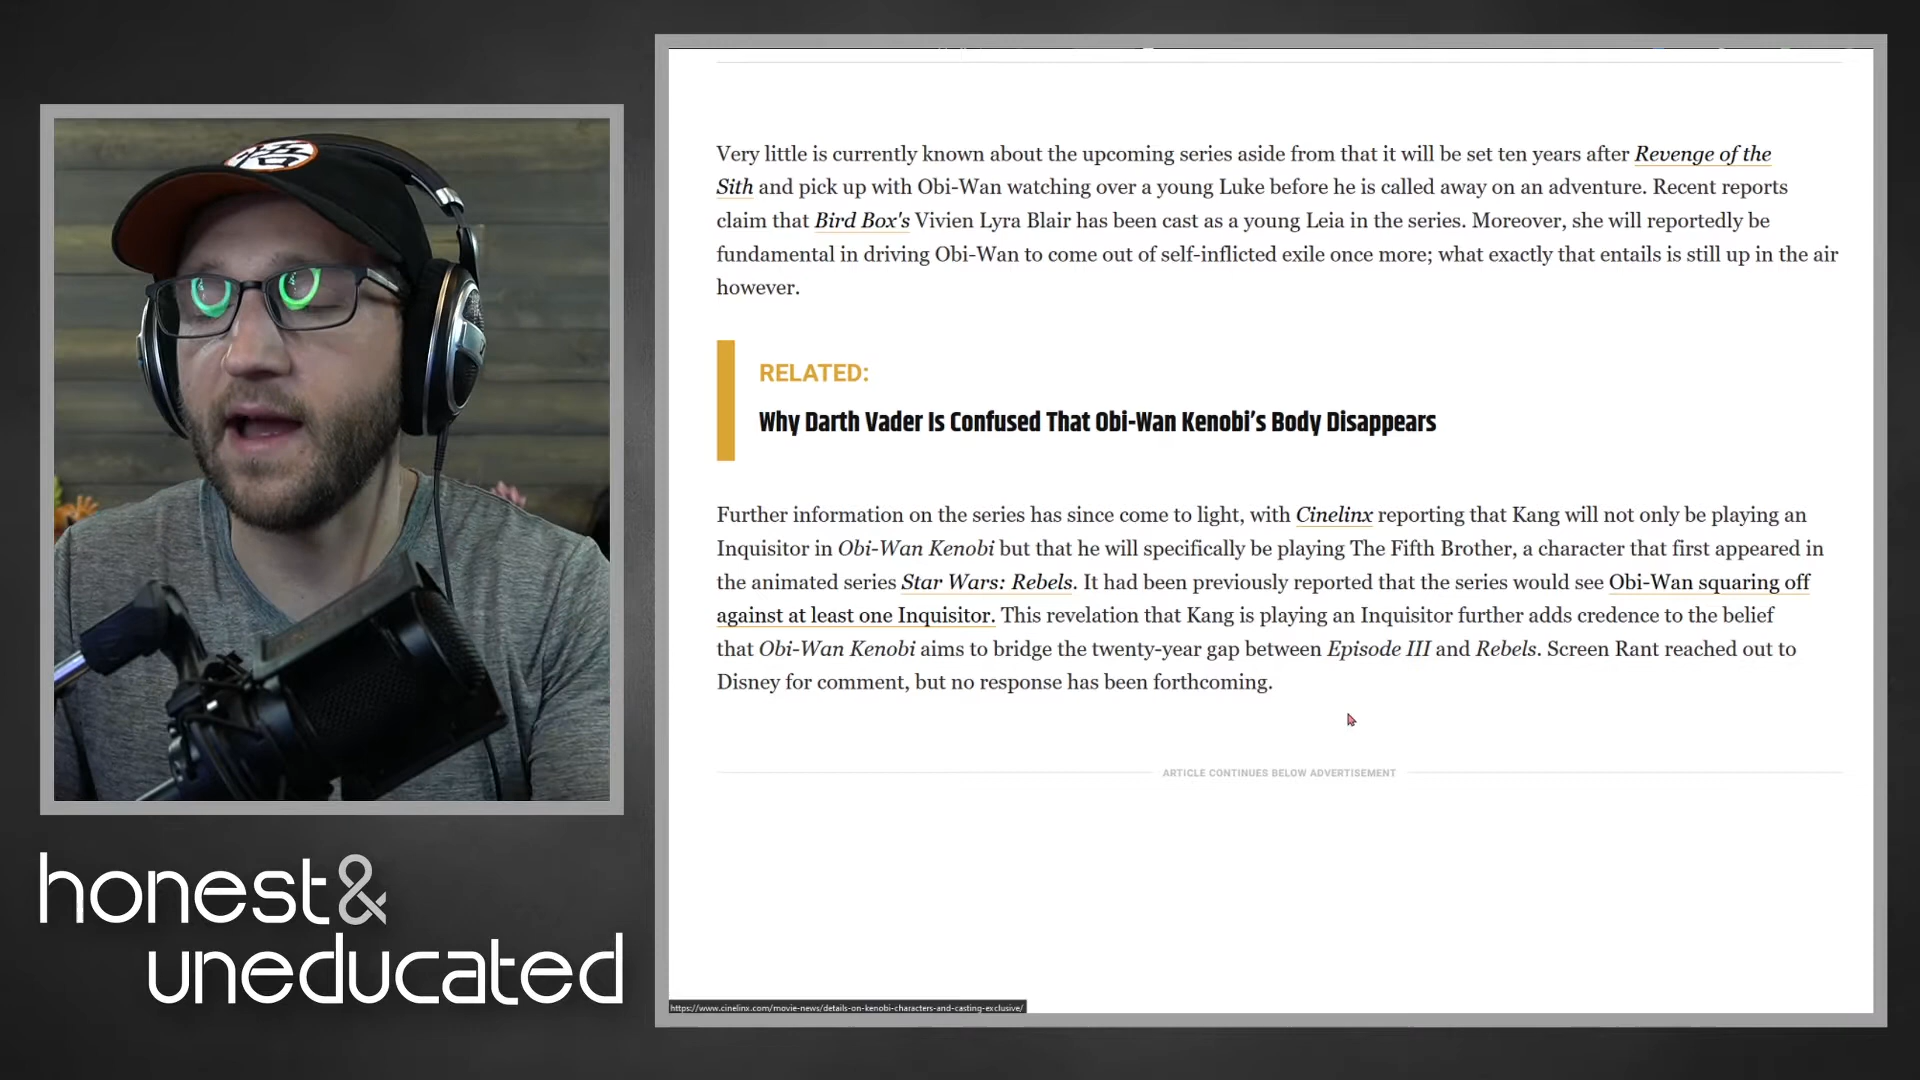 Very little is currently known about the upcoming series aside from that it will be set ten years after Revenge of the
Sith and pick up with Obi-Wan watching over a young Luke before he is called away on an adventure. Recent reports
claim that Bird Box's Vivien Lyra Blair has been cast as a young Leia in the series. Moreover, she will reportedly be
fundamental in driving Obi-Wan to come out of self-inflicted exile once more; what exactly that entails is still up in the air
however.
RELATED:
Why Darth Vader Is Confused That Obi-Wan Kenobi’s Body Disappears
Further information on the series has since come to light, with Cinelinx reporting that Kang will not only be playing an
Inquisitor in Obi-Wan Kenobi but that he will specifically be playing The Fifth Brother, a character that first appeared in
the animated series Star Wars: Rebels. It had been previously reported that the series would see Obi-Wan squaring off
against at least one Inquisitor. This revelation that Kang is playing an Inquisitor further adds credence to the belief
that Obi-Wan Kenobi aims to bridge the twenty-year gap between Episode III and Rebels. Screen Rant reached out to
Disney for comment, but no response has been forthcoming.
ARTICLE CONTINUES BELOW ADVERTISEMENT
https://www.cinelinx.com/movie-news/details-on-kenobi-characters-and-casting-exclusive/
honest&
uneducated